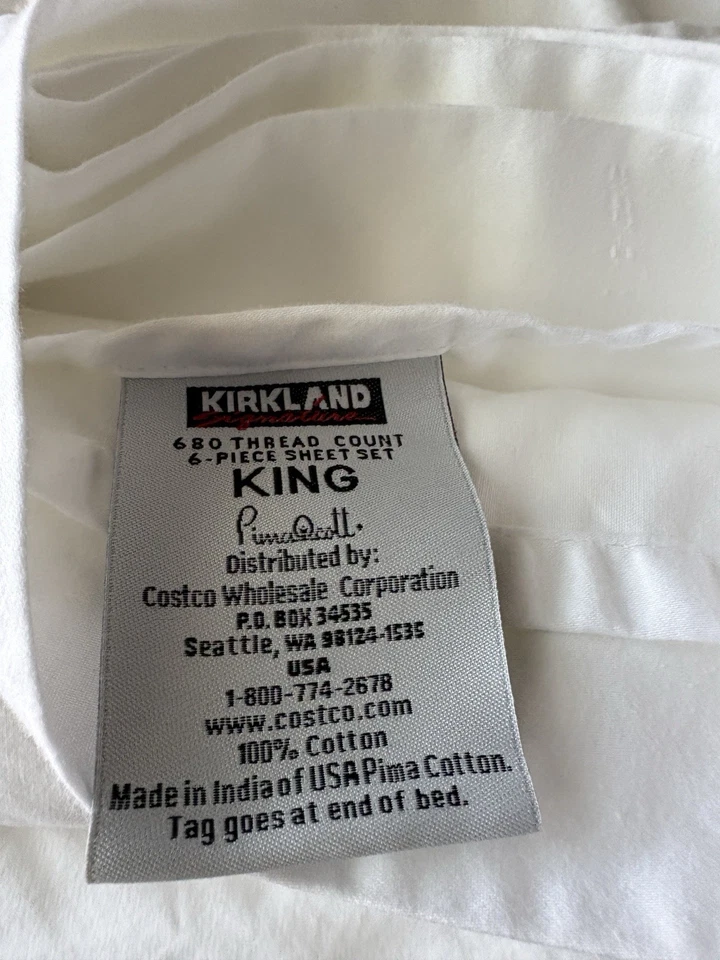 KIRKLAND
Signature
680 THREAD COUNT
6-PIECE SHEET SET
KING
Pimacott.
Distributed by:
Costco Wholesale Corporation
P.O. BOX 34535
Seattle, WA 98124-1535
USA
1-800-774-2678
www.costco.com
100% Cotton
Made in India of USA Pima Cotton.
Tag goes at end of bed.